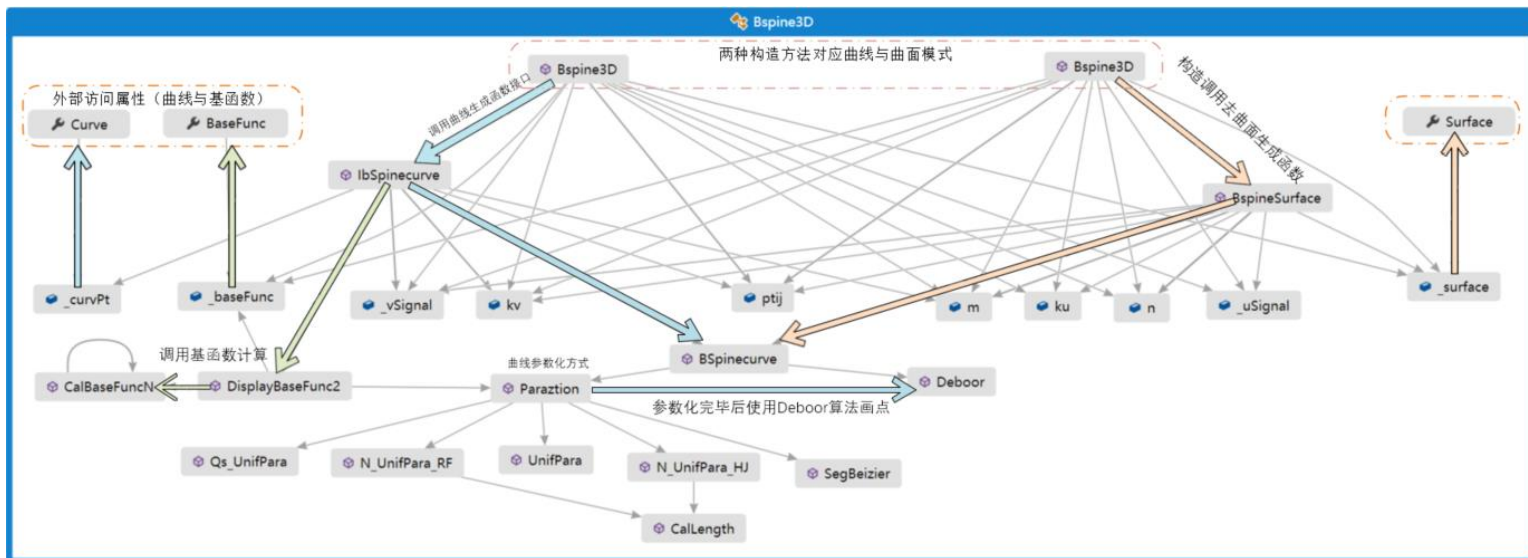 Bspine3D
两种构造方法对应曲线与曲面模式
Bspine3D
Bspine3D
外部访问属性（曲线与基函数）
Curve
BaseFunc
调用曲线生成函数接口
构造调用去曲面生成函数
Surface
IbSpinecurve
BspineSurface
_curvPt
_baseFunc
_vSignal
kv
ptij
m
ku
n
_uSignal
_surface
调用基函数计算
曲线参数化方式
BSpinecurve
CalBaseFuncN
DisplayBaseFunc2
Paraztion
Deboor
参数化完毕后使用Deboor算法画点
Qs_UnifPara
N_UnifPara_RF
UnifPara
N_UnifPara_HJ
SegBeizier
CalLength